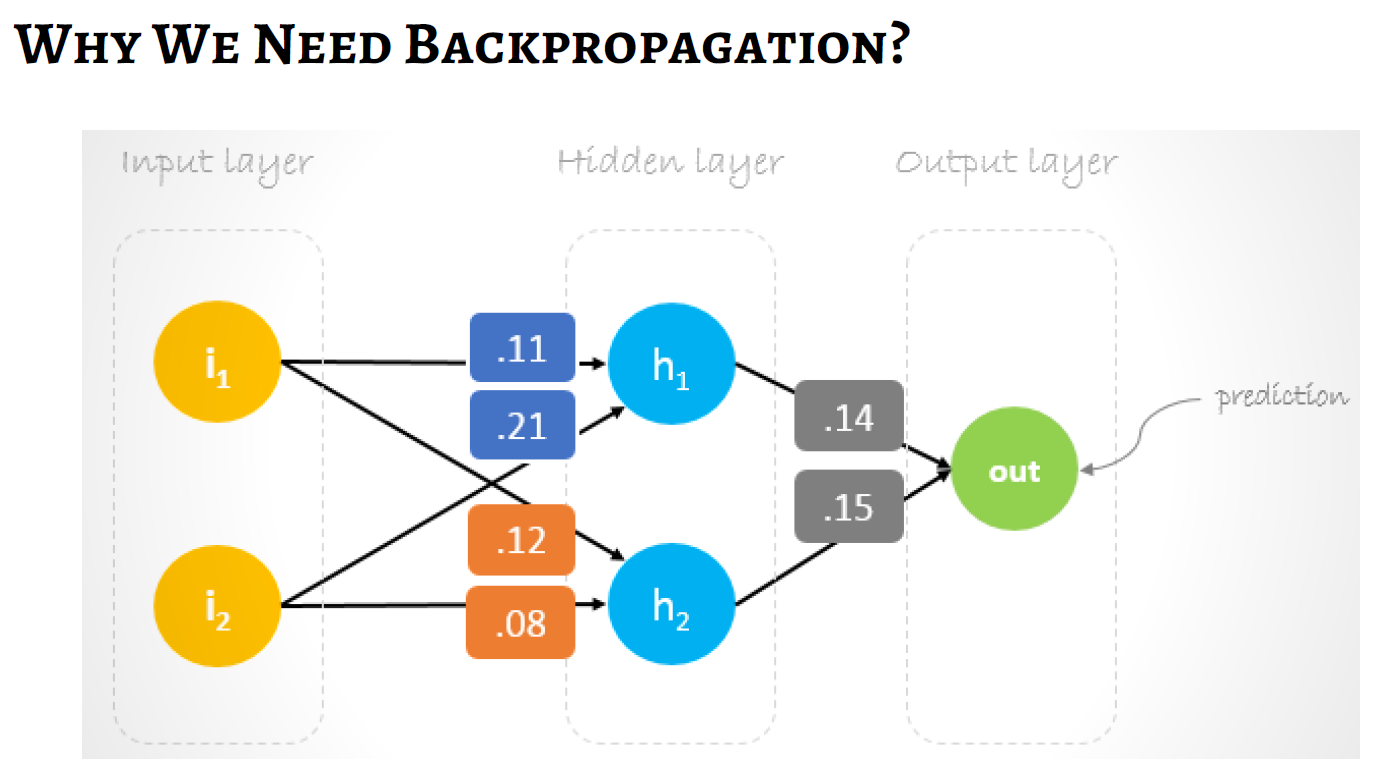 WHY WE NEED BACKPROPAGATION?
Input layer
Hidden layer
Output layer
i1
.11
h1
.21
.14
prediction
out
.15
.12
i2
.08
h2